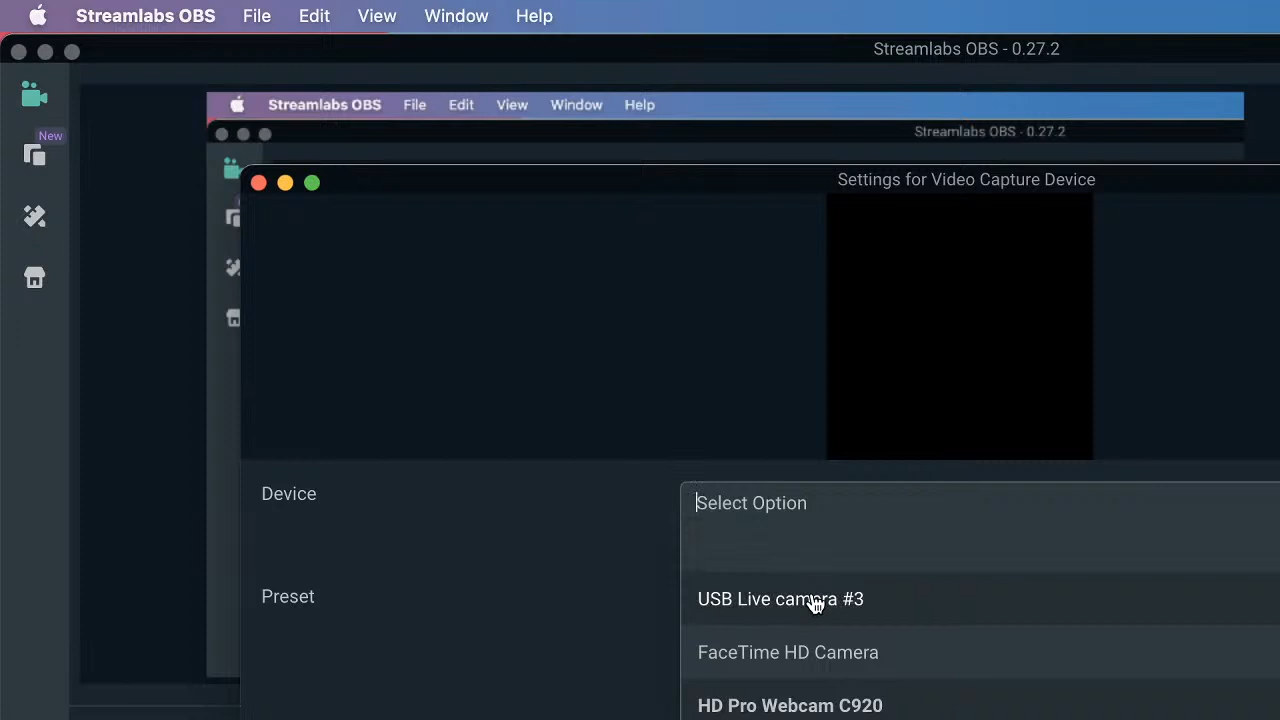 Streamlabs OBS File Edit View Window Help
Streamlabs OBS - 0.27.2
New
Streamlabs OBS File Edit View Window Help
Streamlabs OBS - 0.27.2
Settings for Video Capture Device
Device
Select Option
Preset
USB Live camera #3
FaceTime HD Camera
HD Pro Webcam C920